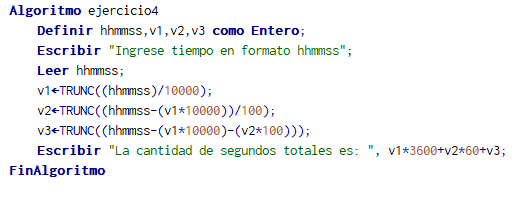 Algoritmo ejercicio4
Definir hhmmss,v1,v2,v3 como Entero;
Escribir "Ingrese tiempo en formato hhmmss";
Leer hhmmss;
v1←TRUNC((hhmmss)/10000);
v2←TRUNC((hhmmss-(v1*10000))/100);
v3←TRUNC((hhmmss-(v1*10000)-(v2*100)));
Escribir "La cantidad de segundos totales es: ", v1*3600+v2*60+v3;
FinAlgoritmo